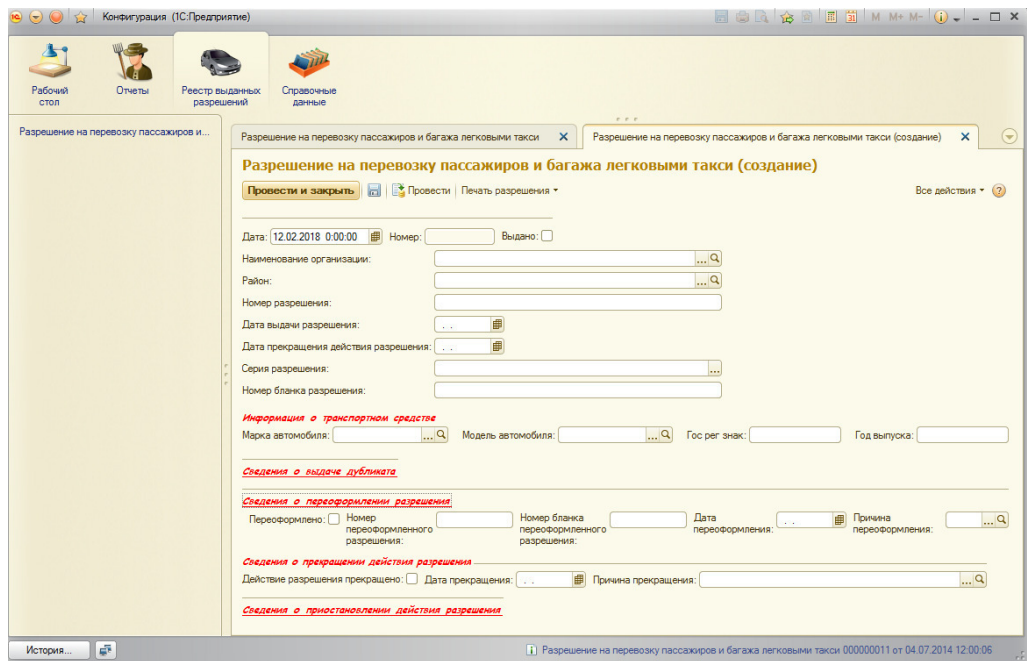 Конфигурация (1С:Предприятие)
M M+ M-
Рабочий стол
Отчеты
Реестр выданных разрешений
Справочные данные
Разрешение на перевозку пассажиров и...
Разрешение на перевозку пассажиров и багажа легковыми такси
Разрешение на перевозку пассажиров и багажа легковыми такси (создание)
Разрешение на перевозку пассажиров и багажа легковыми такси (создание)
Провести и закрыть Провести Печать разрешения Все действия
Дата: 12.02.2018 0:00:00 Номер: Выдано:
Наименование организации:
Район:
Номер разрешения:
Дата выдачи разрешения:
Дата прекращения действия разрешения:
Серия разрешения:
Номер бланка разрешения:
Информация о транспортном средстве
Марка автомобиля: Модель автомобиля: Гос рег знак: Год выпуска:
Сведения о выдаче дубликата
Сведения о переоформлении разрешения
Переоформлено: Номер переоформленного разрешения: Номер бланка переоформленного разрешения: Дата переоформления: Причина переоформления:
Сведения о прекращении действия разрешения
Действие разрешения прекращено: Дата прекращения: Причина прекращения:
Сведения о приостановлении действия разрешения
История...
Разрешение на перевозку пассажиров и багажа легковыми такси 000000011 от 04.07.2014 12:00:06